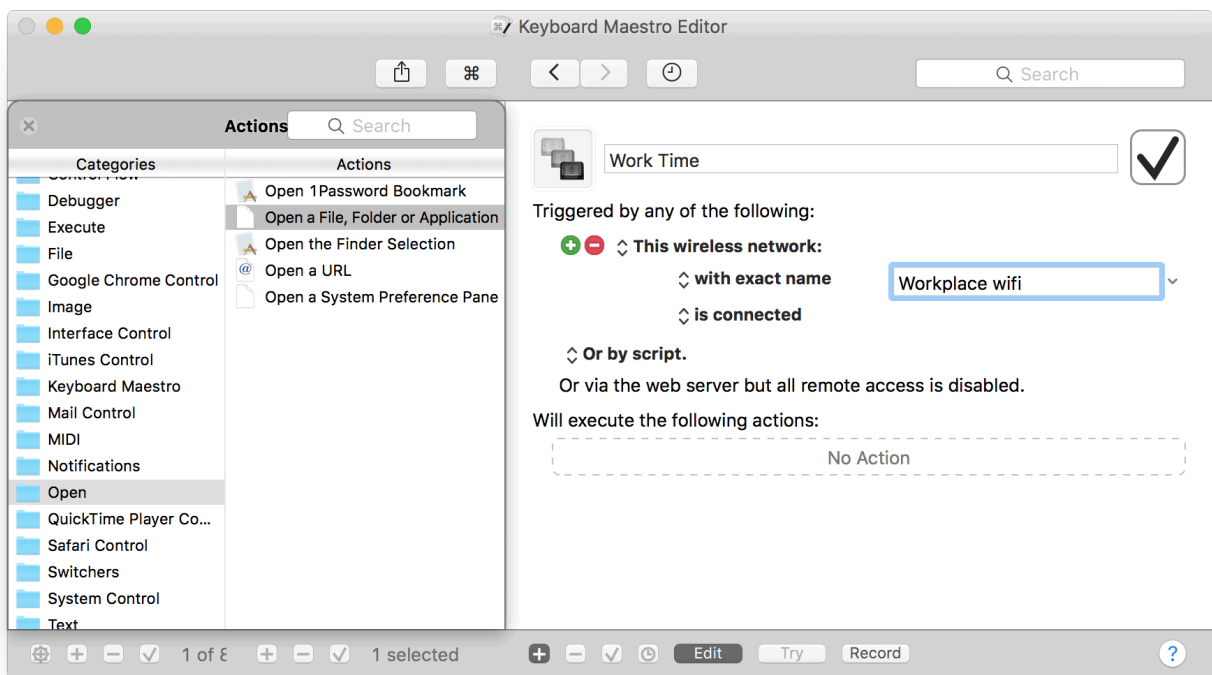 Keyboard Maestro Editor
Search
Actions
Search
Categories
Actions
Control Flow
Debugger
Execute
File
Google Chrome Control
Image
Interface Control
iTunes Control
Keyboard Maestro
Mail Control
MIDI
Notifications
Open
QuickTime Player Co...
Safari Control
Switchers
System Control
Text
Open 1Password Bookmark
Open a File, Folder or Application
Open the Finder Selection
Open a URL
Open a System Preference Pane
Work Time
Triggered by any of the following:
This wireless network:
with exact name
Workplace wifi
is connected
Or by script.
Or via the web server but all remote access is disabled.
Will execute the following actions:
No Action
1 of 8
1 selected
Edit
Try
Record
?